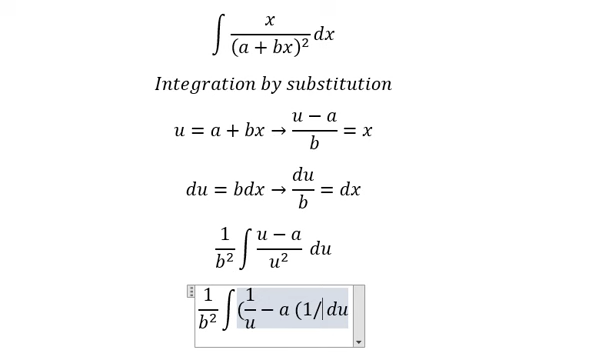 ∫ x/(a + bx)² dx
Integration by substitution
u = a + bx → (u − a)/b = x
du = bdx → du/b = dx
1/b² ∫ (u − a)/u² du
1/b² ∫ (1/u − a (1/ du